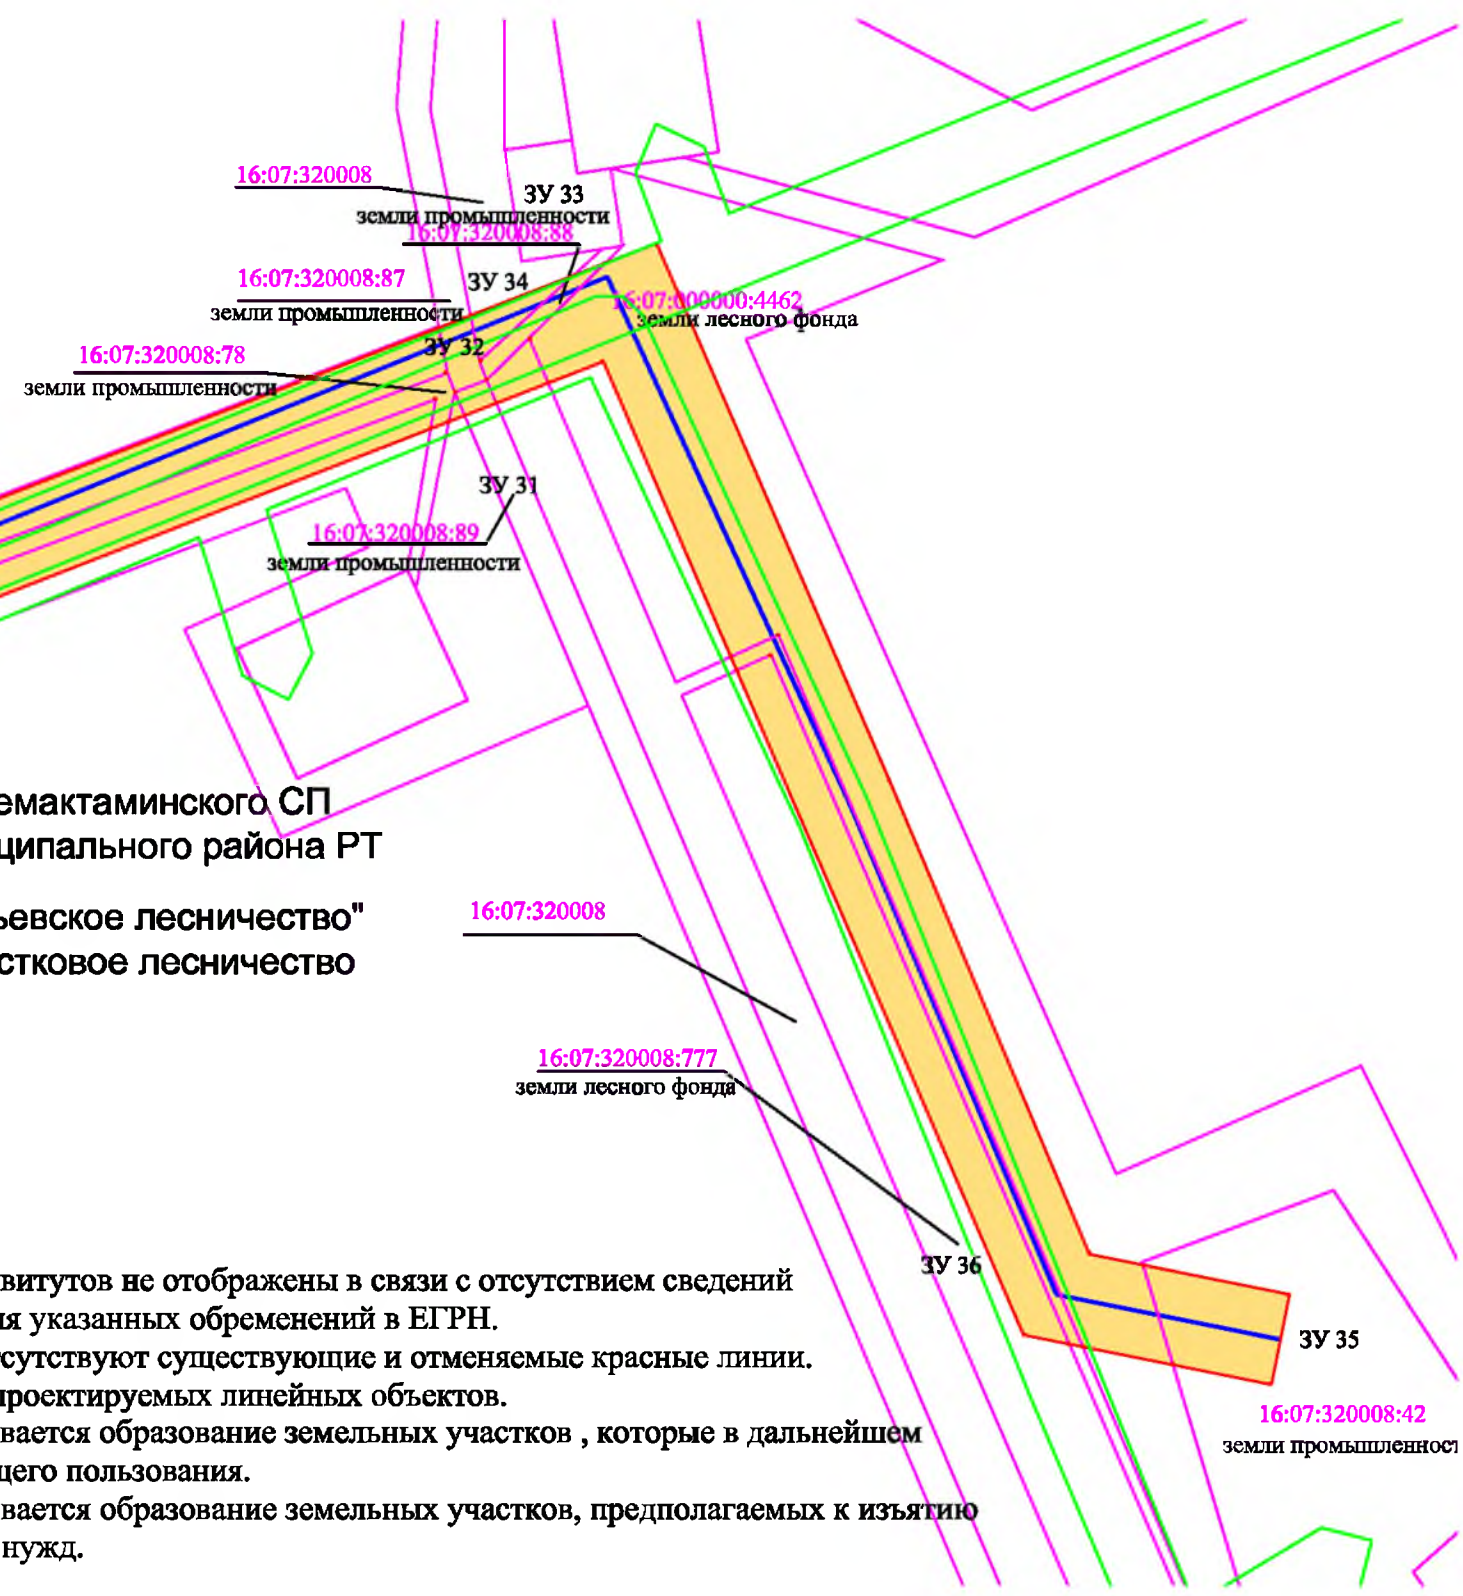 16:07:320008
ЗУ 33
земли промышленности
16:07:320008:88
16:07:320008:87
ЗУ 34
земли промышленности
16:07:000000:4462
земли лесного фонда
ЗУ 32
16:07:320008:78
земли промышленности
ЗУ 31
16:07:320008:89
земли промышленности
емактаминского СП
ципального района РТ
ьевское лесничество"
стковое лесничество
16:07:320008
16:07:320008:777
земли лесного фонда
ЗУ 36
ЗУ 35
16:07:320008:42
земли промышленност
витутов не отображены в связи с отсутствием сведений
ия указанных обременений в ЕГРН.
тсутствуют существующие и отменяемые красные линии.
проектируемых линейных объектов.
вается образование земельных участков , которые в дальнейшем
щего пользования.
вается образование земельных участков, предполагаемых к изъятию
нужд.